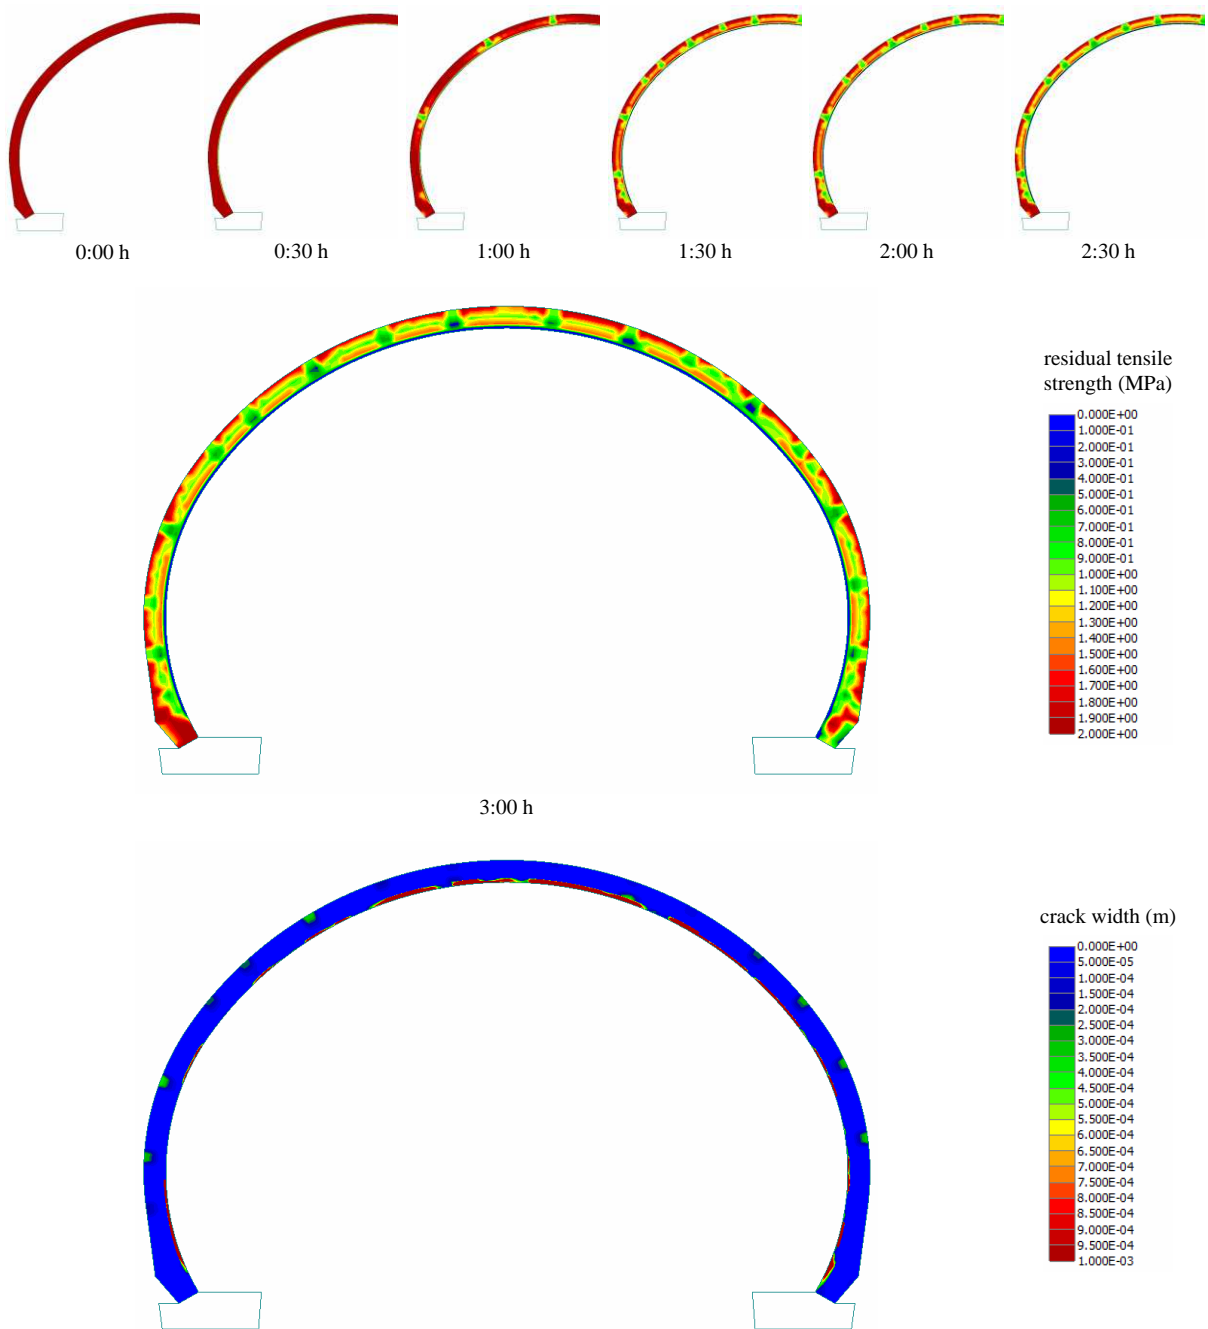 0:00 h
0:30 h
1:00 h
1:30 h
2:00 h
2:30 h
residual tensile
strength (MPa)
0.000E+00
1.000E-01
2.000E-01
3.000E-01
4.000E-01
5.000E-01
6.000E-01
7.000E-01
8.000E-01
9.000E-01
1.000E+00
1.100E+00
1.200E+00
1.300E+00
1.400E+00
1.500E+00
1.600E+00
1.700E+00
1.800E+00
1.900E+00
2.000E+00
3:00 h
crack width (m)
0.000E+00
5.000E-05
1.000E-04
1.500E-04
2.000E-04
2.500E-04
3.000E-04
3.500E-04
4.000E-04
4.500E-04
5.000E-04
5.500E-04
6.000E-04
6.500E-04
7.000E-04
7.500E-04
8.000E-04
8.500E-04
9.000E-04
9.500E-04
1.000E-03